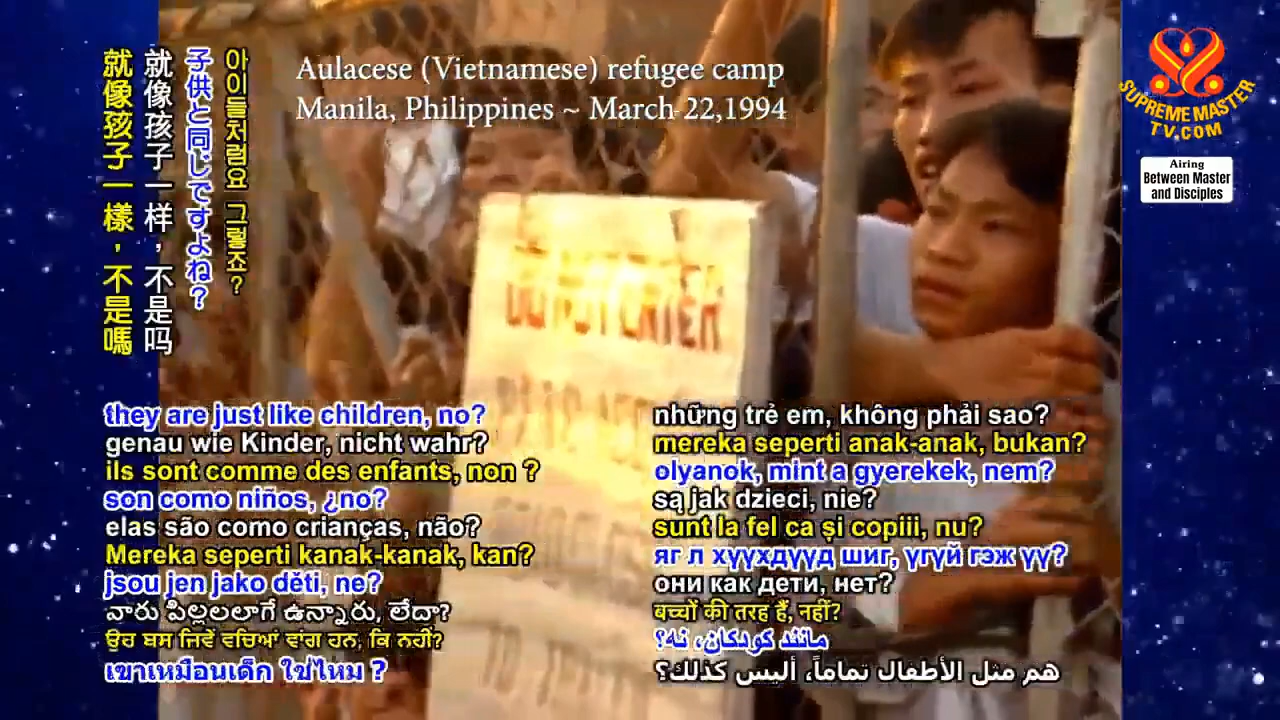 아이들처럼요 그렇죠?
子供と同じですよね?
就像孩子一样,不是吗
就像孩子一樣,不是嗎
Aulacese (Vietnamese) refugee camp
Manila, Philippines ~ March 22,1994
SUPREME MASTER
TV.COM
Airing
Between Master
and Disciples
DO NOT ENTER
they are just like children, no?
genau wie Kinder, nicht wahr?
ils sont comme des enfants, non ?
son como niños, ¿no?
elas são como crianças, não?
Mereka seperti kanak-kanak, kan?
jsou jen jako děti, ne?
వారు పిల్లలలాగే ఉన్నారు, లేదా?
ਉਹ ਬਸ ਜਿਵੇਂ ਵਚਿਆਂ ਵਾਂਗ ਹਨ, ਕਿ ਨਹੀਂ?
เขาเหมือนเด็ก ใช่ไหม ?
những trẻ em, không phải sao?
mereka seperti anak-anak, bukan?
olyanok, mint a gyerekek, nem?
są jak dzieci, nie?
sunt la fel ca și copiii, nu?
яг л хүүхдүүд шиг, үгүй гэж үү?
они как дети, нет?
बच्चों की तरह हैं, नहीं?
مانند کودکان، نه؟
هم مثل الأطفال تماماً، أليس كذلك؟